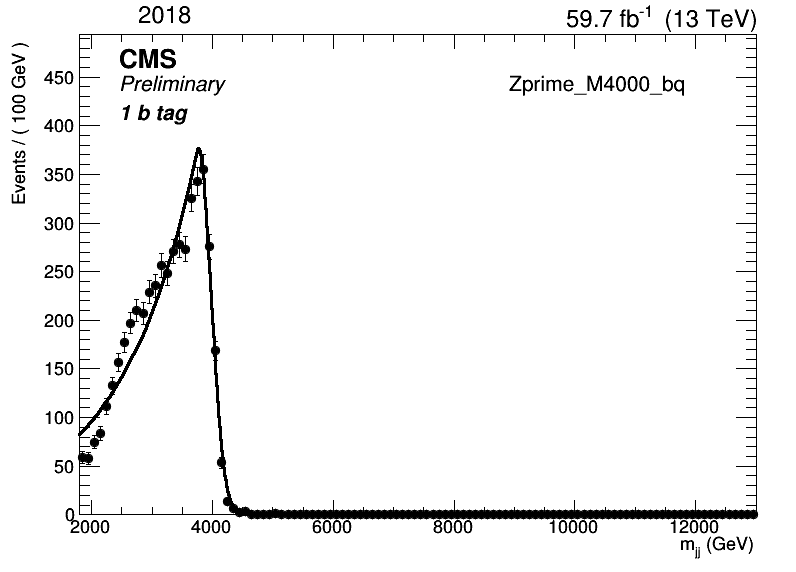 2018
59.7 fb-1 (13 TeV)
CMS
Preliminary
1 b tag
Zprime_M4000_bq
Events / ( 100 GeV )
450
400
350
300
250
200
150
100
50
0
2000 4000 6000 8000 10000 12000
mjj (GeV)